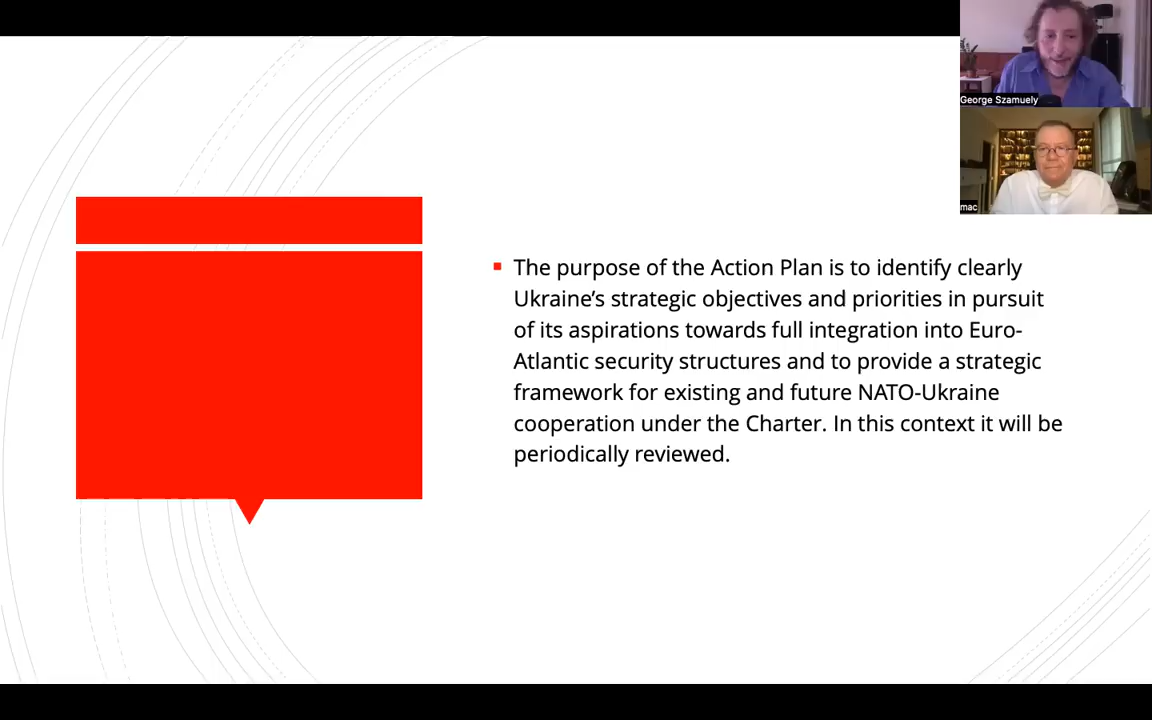 George Szamuely
mac
The purpose of the Action Plan is to identify clearly
Ukraine’s strategic objectives and priorities in pursuit
of its aspirations towards full integration into Euro-
Atlantic security structures and to provide a strategic
framework for existing and future NATO-Ukraine
cooperation under the Charter. In this context it will be
periodically reviewed.